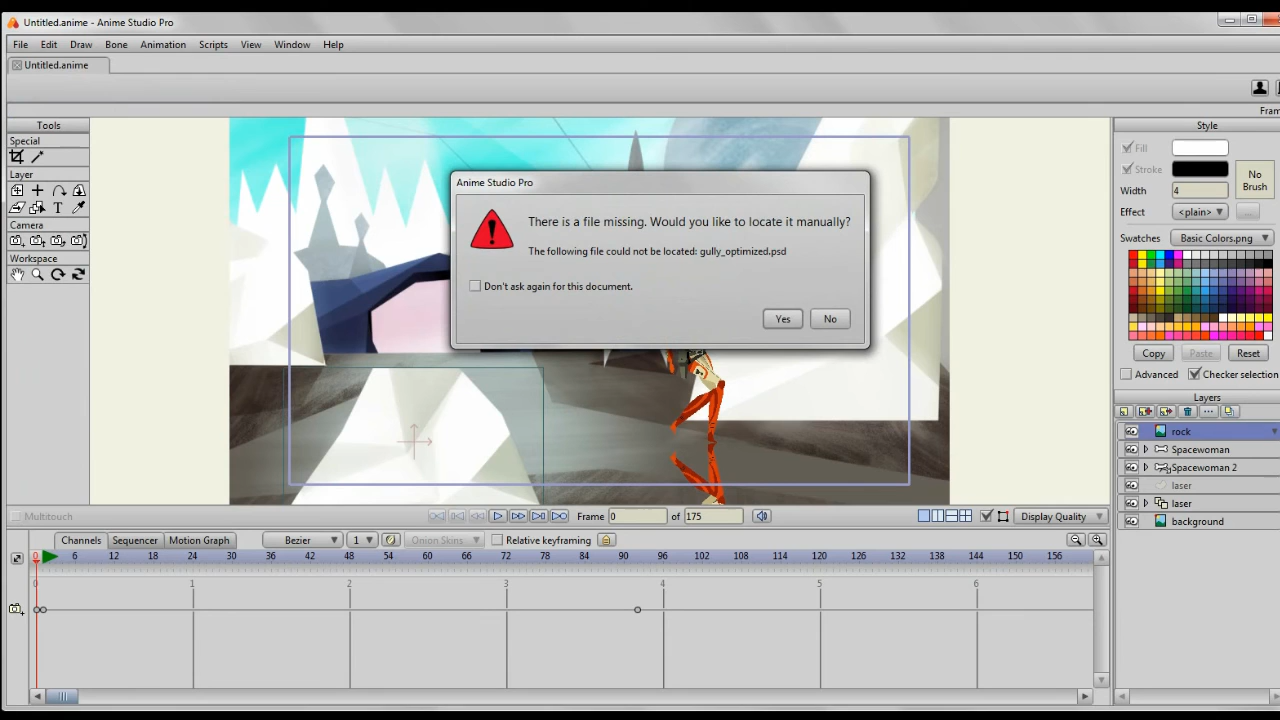 Untitled.anime - Anime Studio Pro
File Edit Draw Bone Animation Scripts View Window Help
Untitled.anime
Fram
Tools
Special
Layer
Camera
Workspace
Anime Studio Pro
There is a file missing. Would you like to locate it manually?
The following file could not be located: gully_optimized.psd
Don't ask again for this document.
Yes No
Style
Fill
Stroke
No Brush
Width 4
Effect <plain> ...
Swatches Basic Colors.png
Copy Paste Reset
Advanced Checker selection
Layers
rock
Spacewoman
Spacewoman 2
laser
laser
background
Multitouch
Frame 0 of 175
Display Quality
Channels Sequencer Motion Graph Bezier 1 Onion Skins Relative keyframing
0 6 12 18 24 30 36 42 48 54 60 66 72 78 84 90 96 102 108 114 120 126 132 138 144 150 156
0 1 2 3 4 5 6